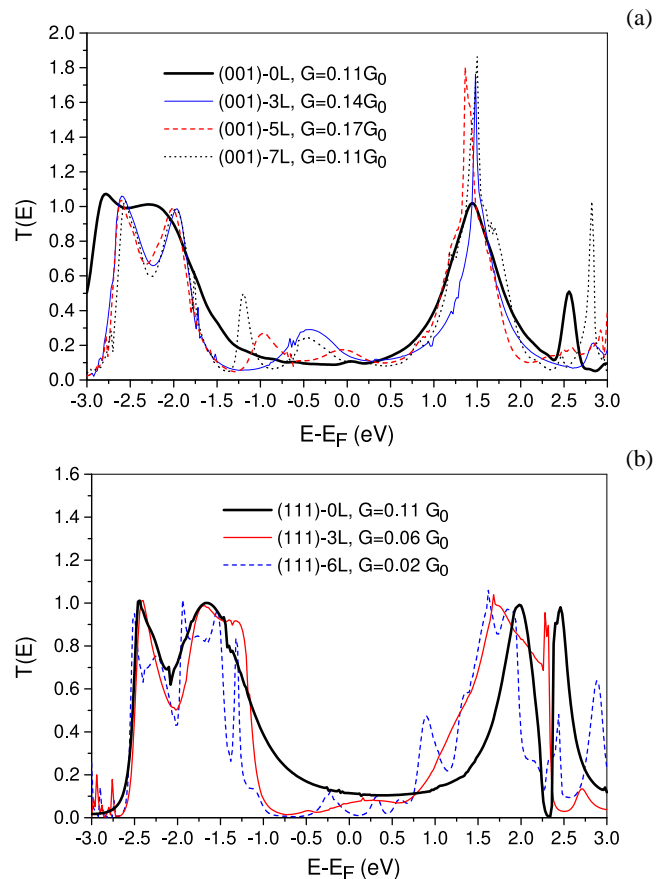 (a)
2.0
1.8
1.6
1.4
1.2
1.0
0.8
0.6
0.4
0.2
0.0
T(E)
(001)-0L, G=0.11G0
(001)-3L, G=0.14G0
(001)-5L, G=0.17G0
(001)-7L, G=0.11G0
-3.0 -2.5 -2.0 -1.5 -1.0 -0.5 0.0 0.5 1.0 1.5 2.0 2.5 3.0
E-EF (eV)
(b)
1.6
1.4
1.2
1.0
0.8
0.6
0.4
0.2
0.0
T(E)
(111)-0L, G=0.11 G0
(111)-3L, G=0.06 G0
(111)-6L, G=0.02 G0
-3.0 -2.5 -2.0 -1.5 -1.0 -0.5 0.0 0.5 1.0 1.5 2.0 2.5 3.0
E-EF (eV)